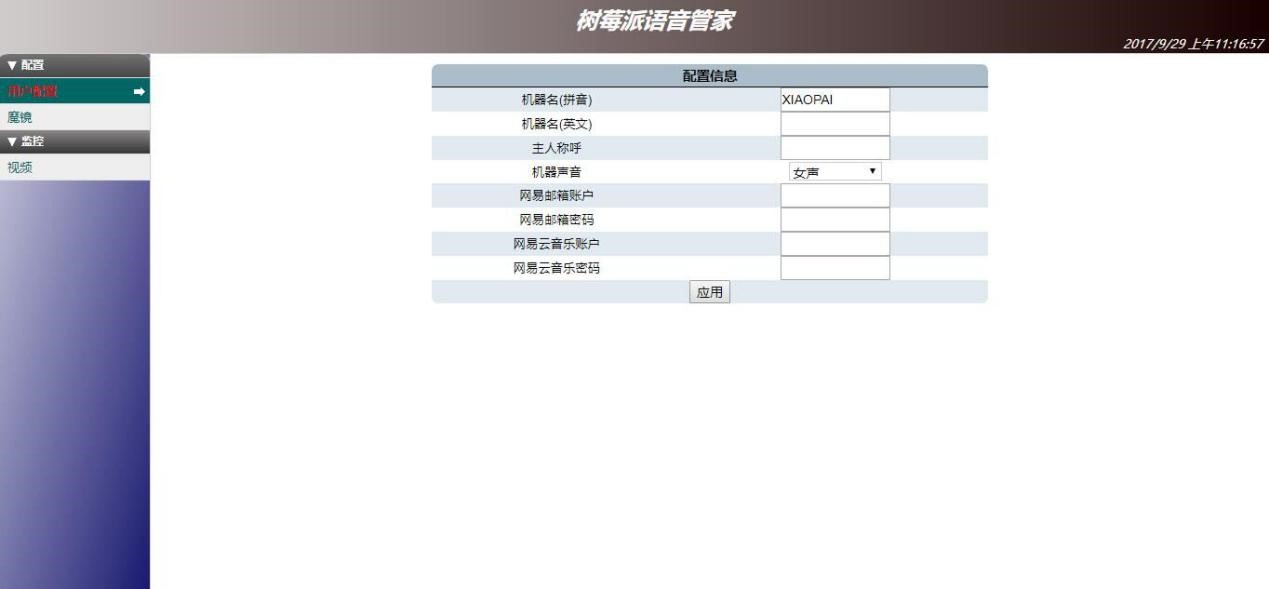 树莓派语音管家
2017/9/29 上午11:16:57
▼ 配置
用户配置
魔镜
▼ 监控
视频
配置信息
机器名(拼音) XIAOPAI
机器名(英文)
主人称呼
机器声音 女声
网易邮箱账户
网易邮箱密码
网易云音乐账户
网易云音乐密码
应用